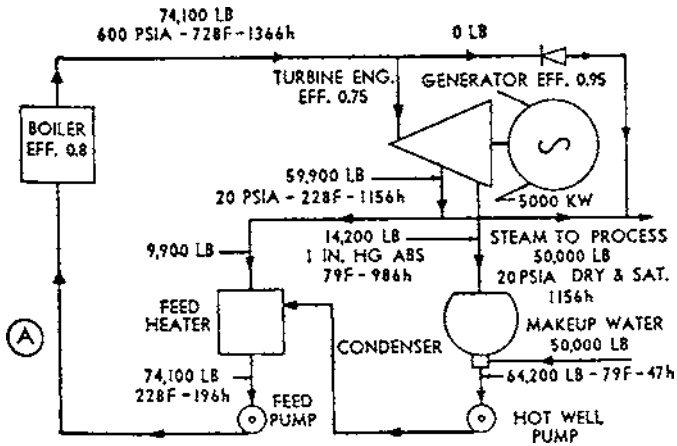 74,100 LB
600 PSIA - 728F - 1366h
0 LB
TURBINE ENG.
EFF. 0.75
GENERATOR EFF. 0.95
BOILER
EFF. 0.8
59,900 LB
20 PSIA - 228F - 1156h
5000 KW
9,900 LB
14,200 LB
1 IN. HG ABS
79F - 986h
STEAM TO PROCESS
50,000 LB
20 PSIA DRY & SAT.
1156h
FEED
HEATER
CONDENSER
MAKEUP WATER
50,000 LB
64,200 LB - 79F - 47h
A
74,100 LB
228F - 196h
FEED
PUMP
HOT WELL
PUMP